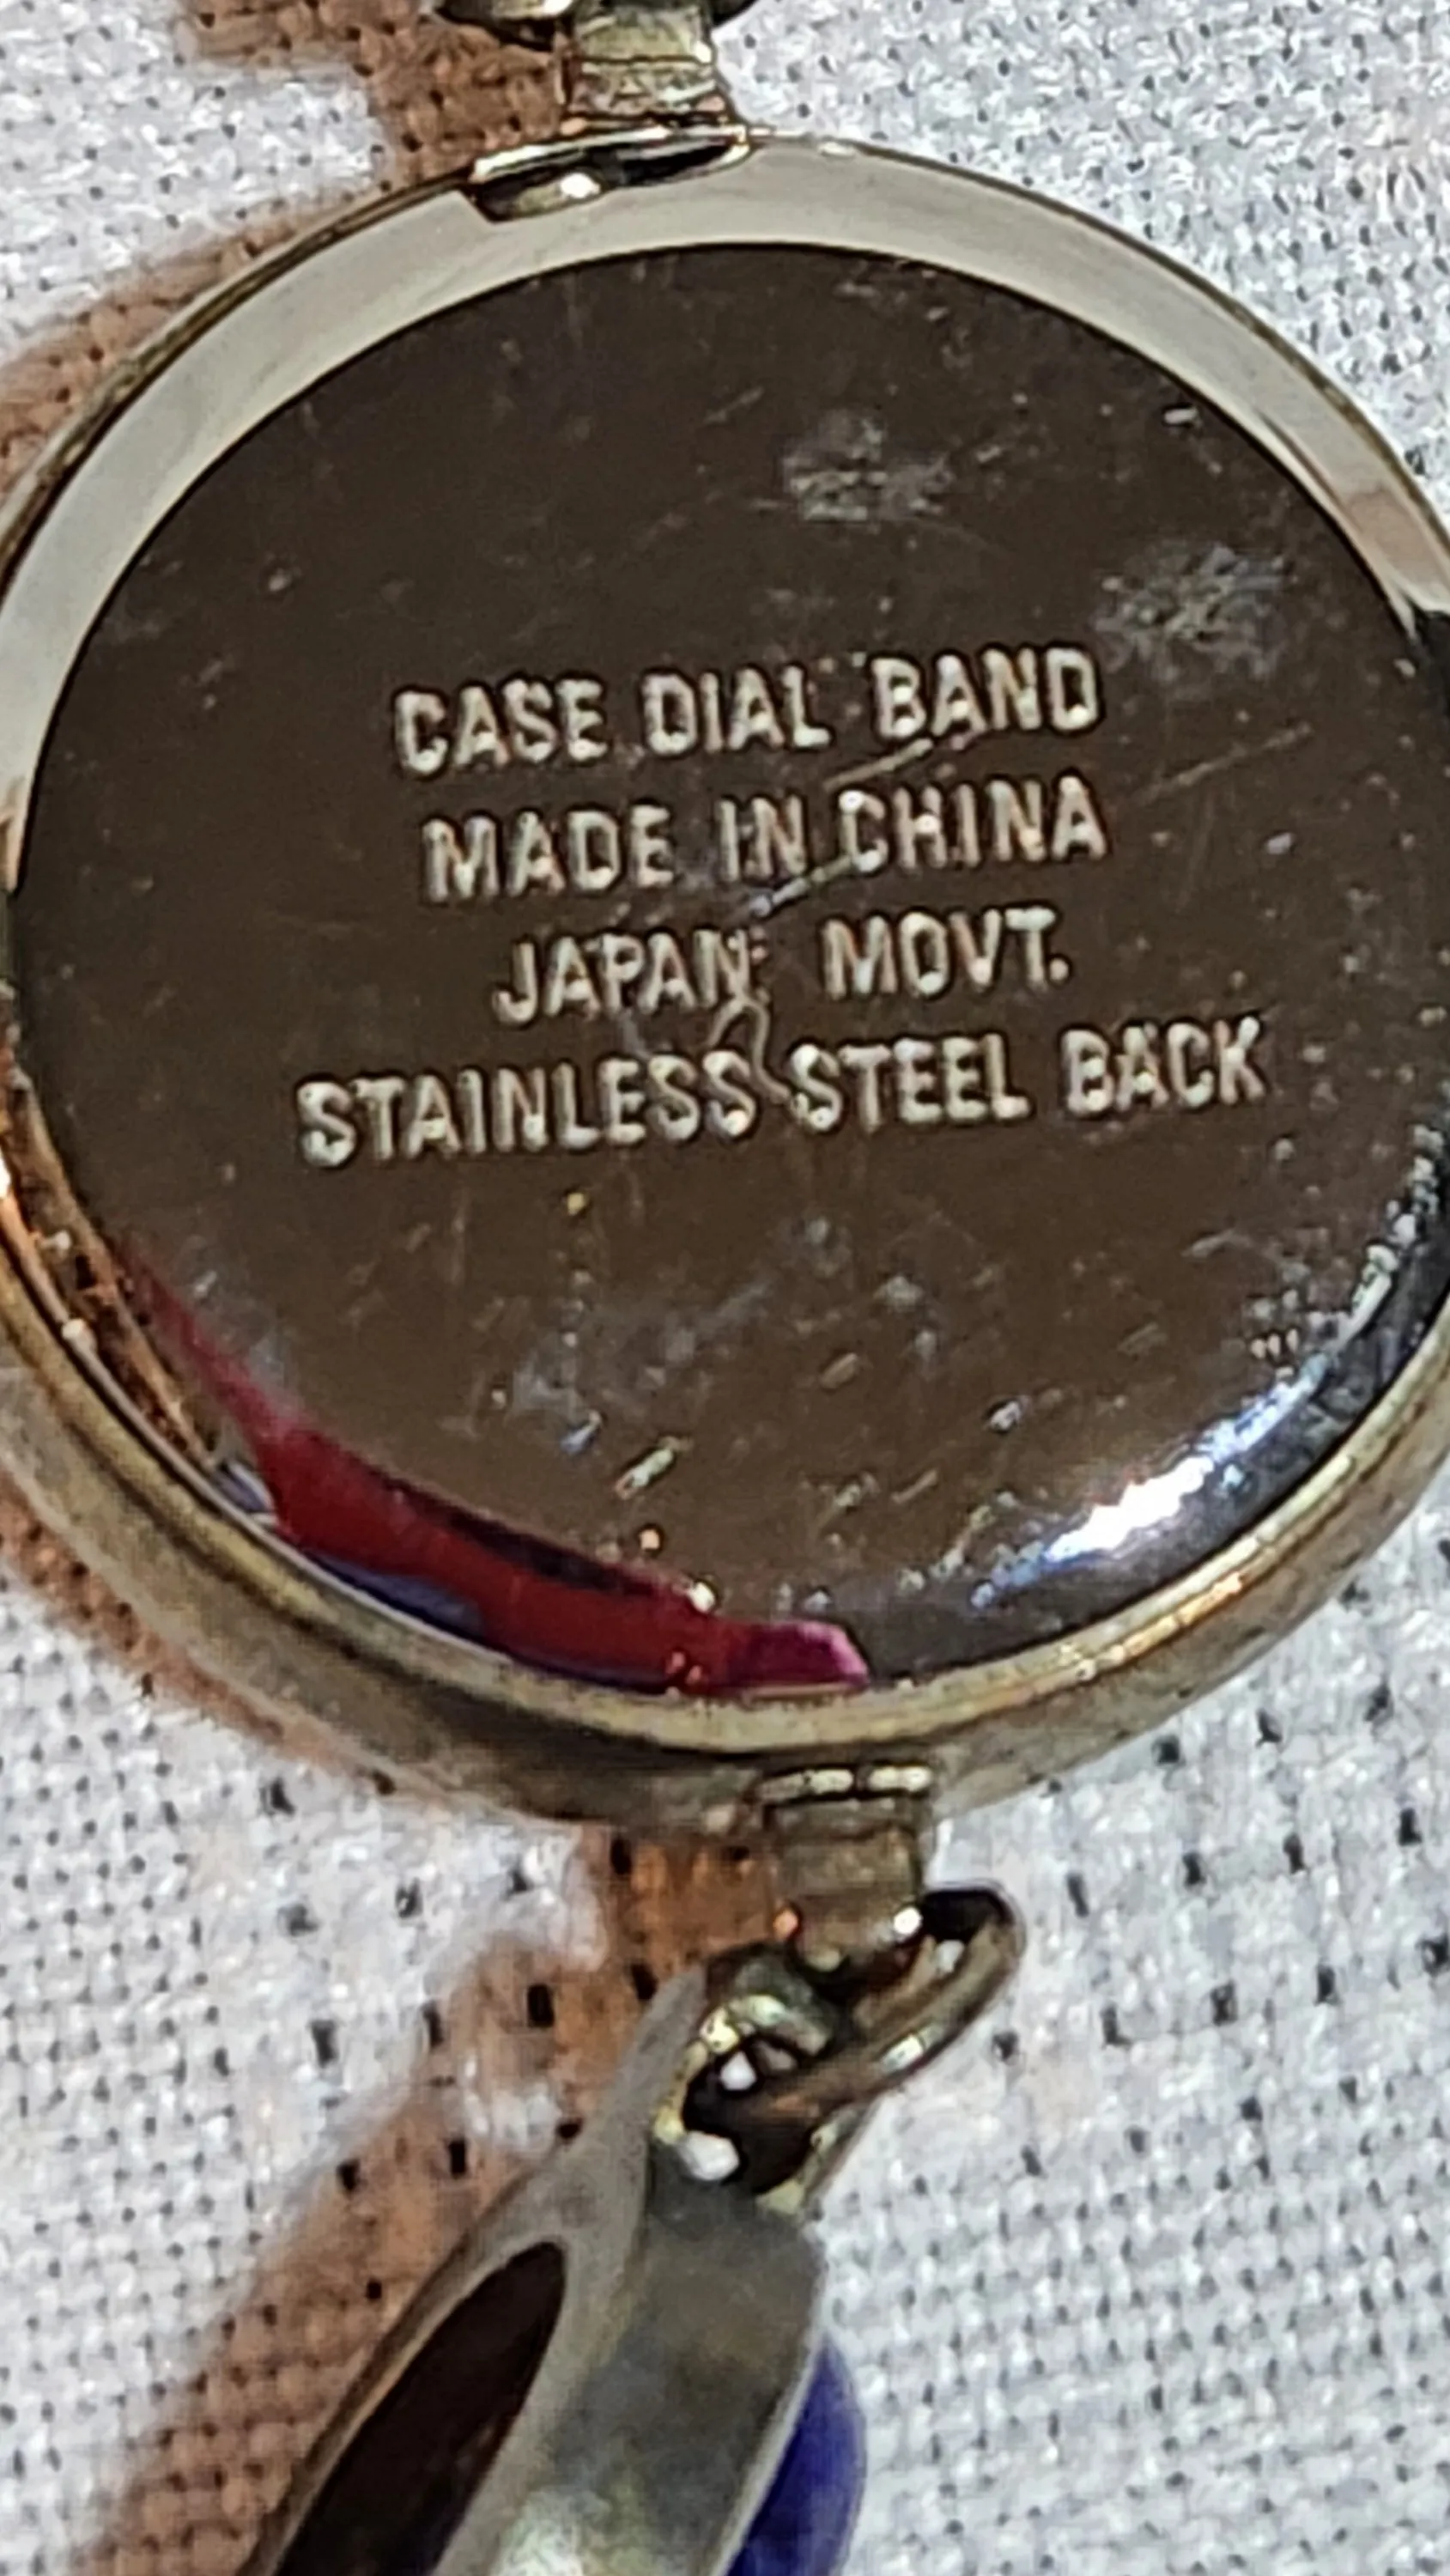 CASE DIAL BAND
MADE IN CHINA
JAPAN MOVT.
STAINLESS STEEL BACK